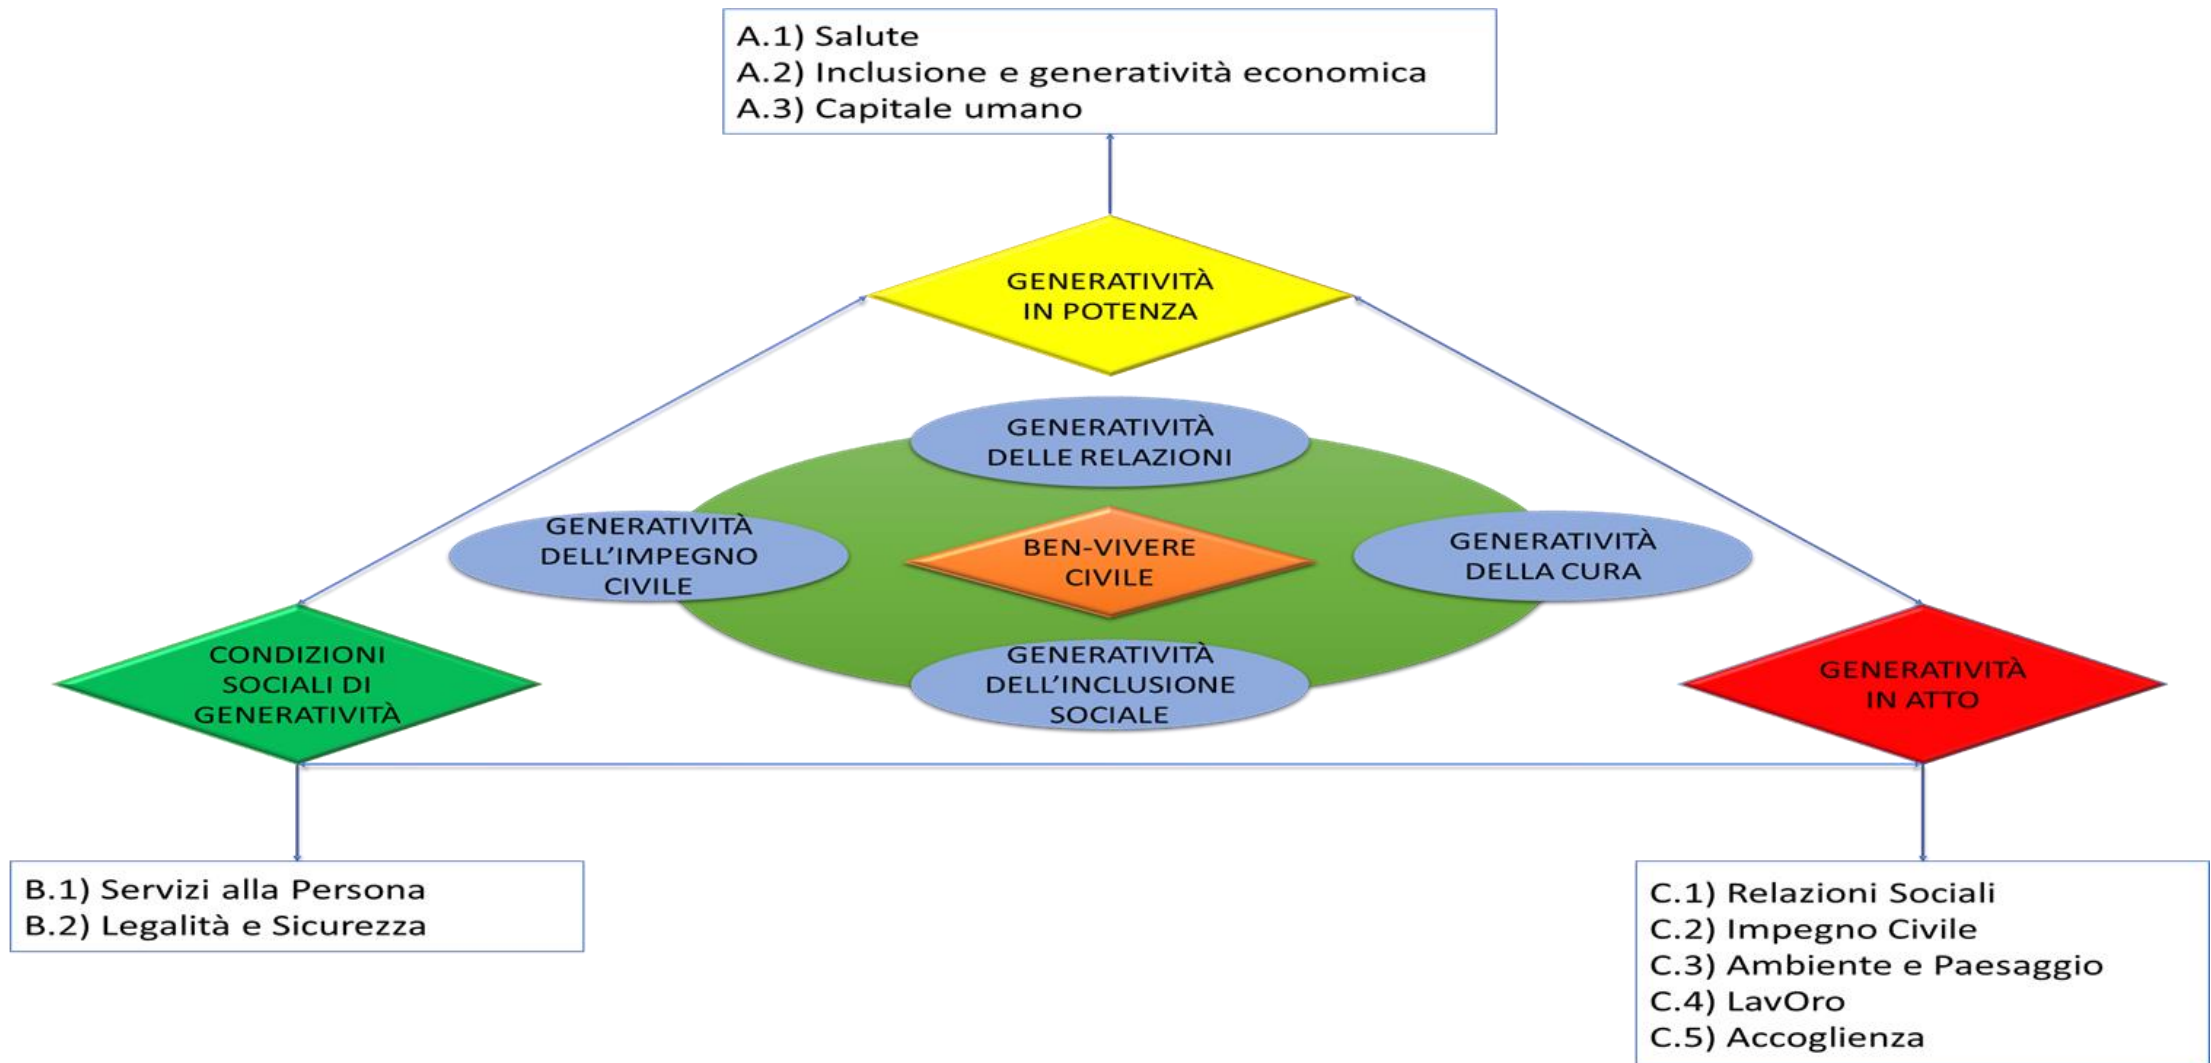 A.1) Salute
A.2) Inclusione e generatività economica
A.3) Capitale umano
GENERATIVITÀ
IN POTENZA
GENERATIVITÀ
DELLE RELAZIONI
GENERATIVITÀ
DELL’IMPEGNO
CIVILE
BEN-VIVERE
CIVILE
GENERATIVITÀ
DELLA CURA
CONDIZIONI
SOCIALI DI
GENERATIVITÀ
GENERATIVITÀ
DELL’INCLUSIONE
SOCIALE
GENERATIVITÀ
IN ATTO
B.1) Servizi alla Persona
B.2) Legalità e Sicurezza
C.1) Relazioni Sociali
C.2) Impegno Civile
C.3) Ambiente e Paesaggio
C.4) LavOro
C.5) Accoglienza